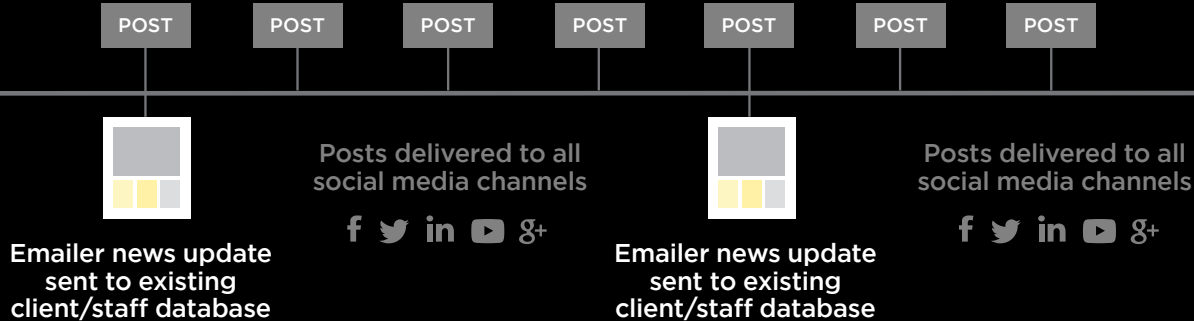 POST POST POST POST POST POST POST
Posts delivered to all
social media channels
Posts delivered to all
social media channels
f in g+
f in g+
Emailer news update
sent to existing
client/staff database
Emailer news update
sent to existing
client/staff database